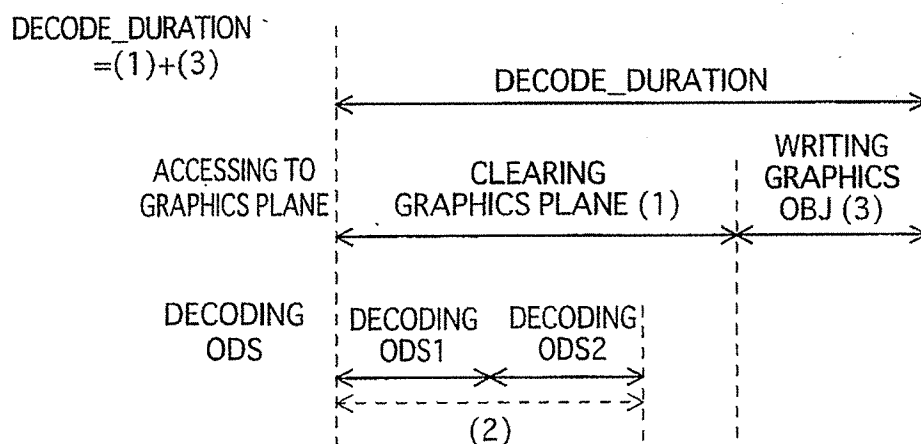 DECODE_DURATION
=(1)+(3)
DECODE_DURATION
ACCESSING TO
GRAPHICS PLANE
CLEARING
GRAPHICS PLANE (1)
WRITING
GRAPHICS
OBJ (3)
DECODING
ODS
DECODING
ODS1
DECODING
ODS2
(2)